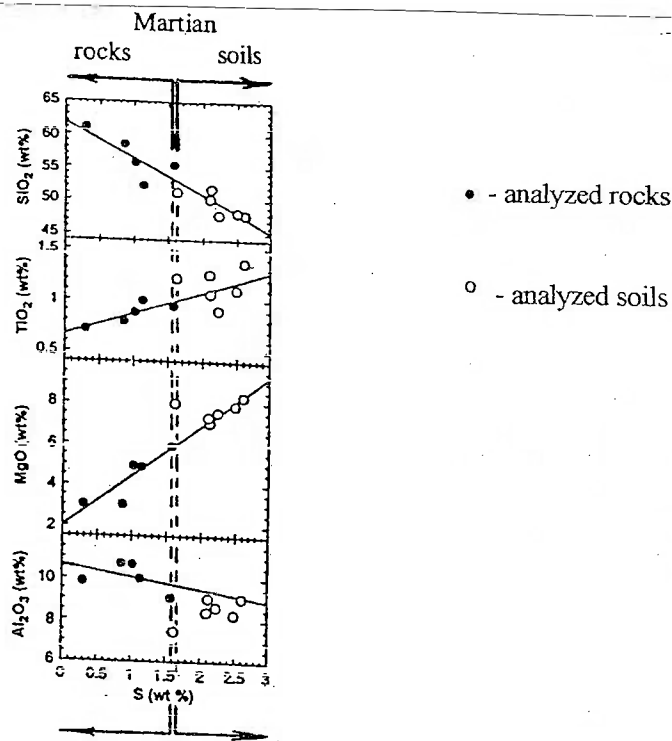 Martian
rocks soils
65
60
55
50
45
SiO₂ (wt%)
1.5
1
0.5
TiO₂ (wt%)
8
6
4
2
MgO (wt%)
10
8
6
Al₂O₃ (wt%)
0 0.5 1 1.5 2 2.5 3
S (wt %)
• - analyzed rocks
o - analyzed soils